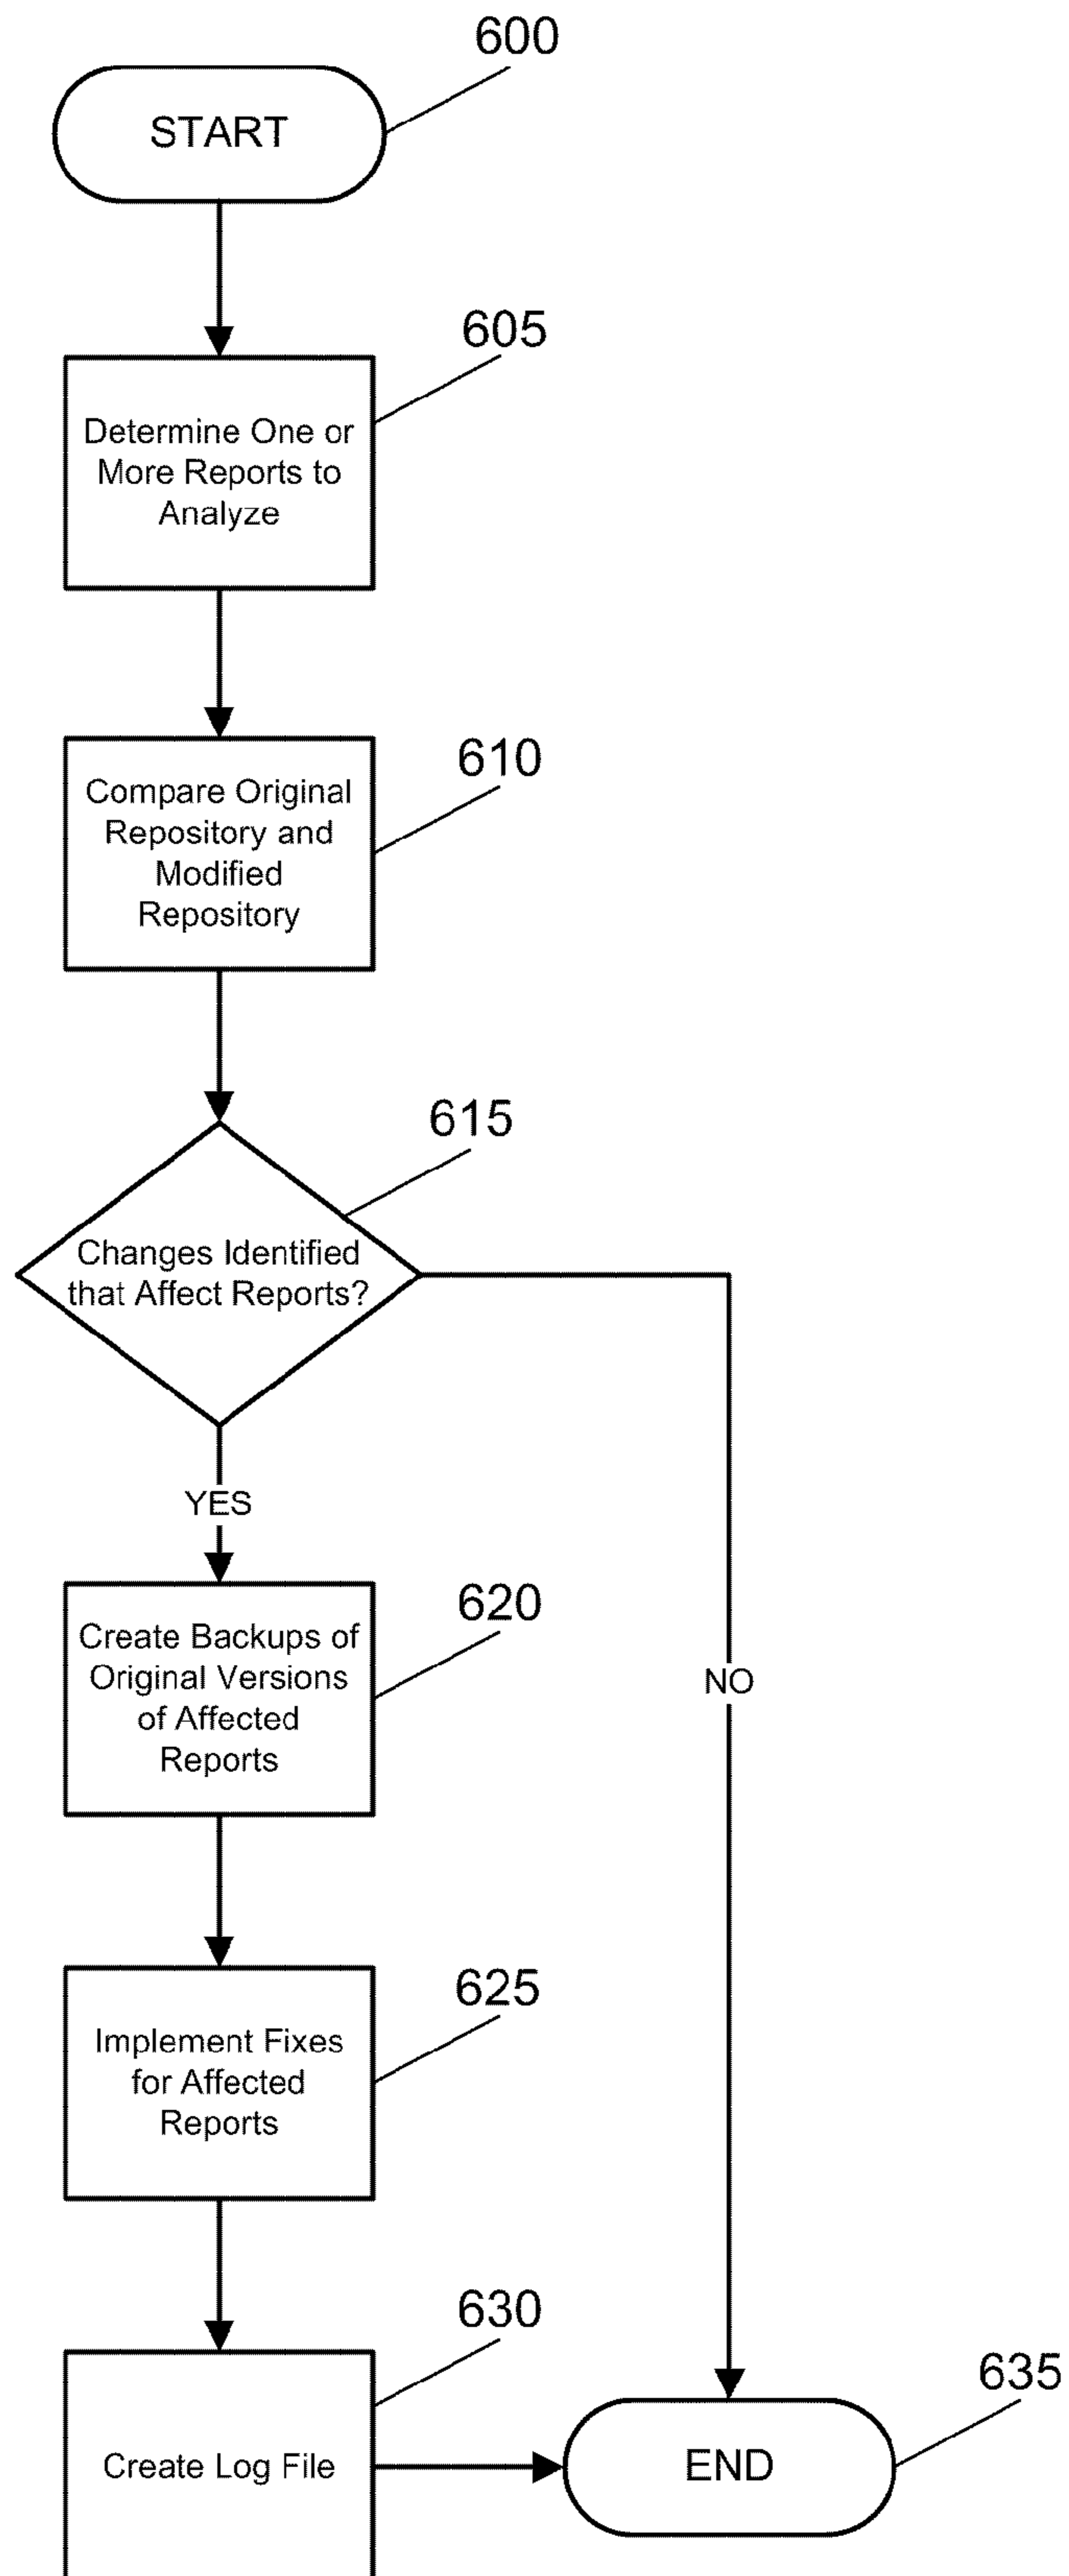 600
START
605
Determine One or
More Reports to
Analyze
610
Compare Original
Repository and
Modified
Repository
615
Changes Identified
that Affect Reports?
YES
620
Create Backups of
Original Versions
of Affected
Reports
NO
625
Implement Fixes
for Affected
Reports
630
Create Log File
635
END